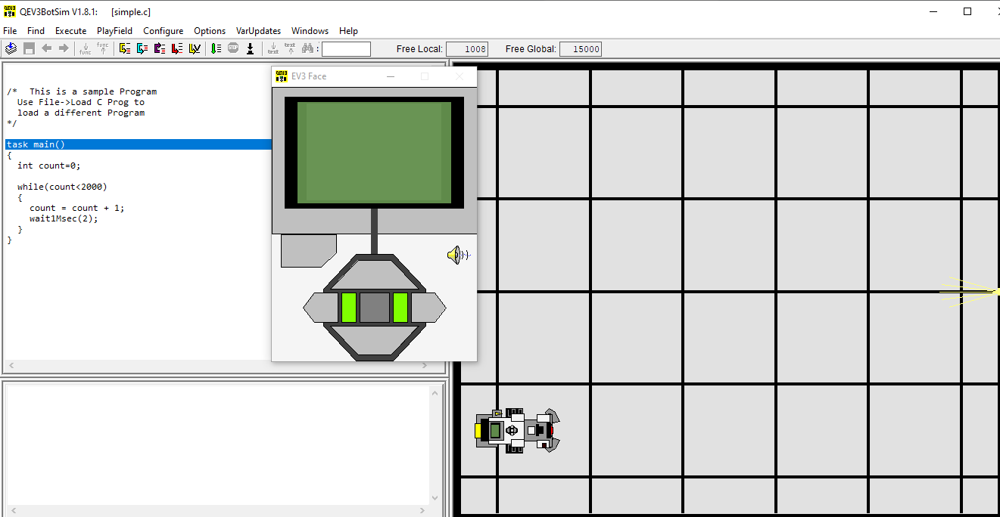 QEV3BotSim V1.8.1: [simple.c]
File Find Execute PlayField Configure Options VarUpdates Windows Help
func func STOP text text : Free Local: 1008 Free Global: 15000
EV3 Face
/* This is a sample Program
Use File->Load C Prog to
load a different Program
*/
task main()
{
int count=0;
while(count<2000)
{
count = count + 1;
wait1Msec(2);
}
}